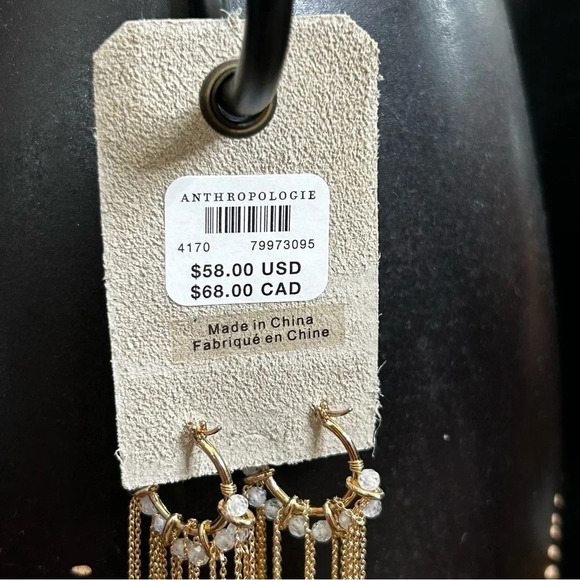 ANTHROPOLOGIE
4170 79973095
$58.00 USD
$68.00 CAD
Made in China
Fabriqué en Chine